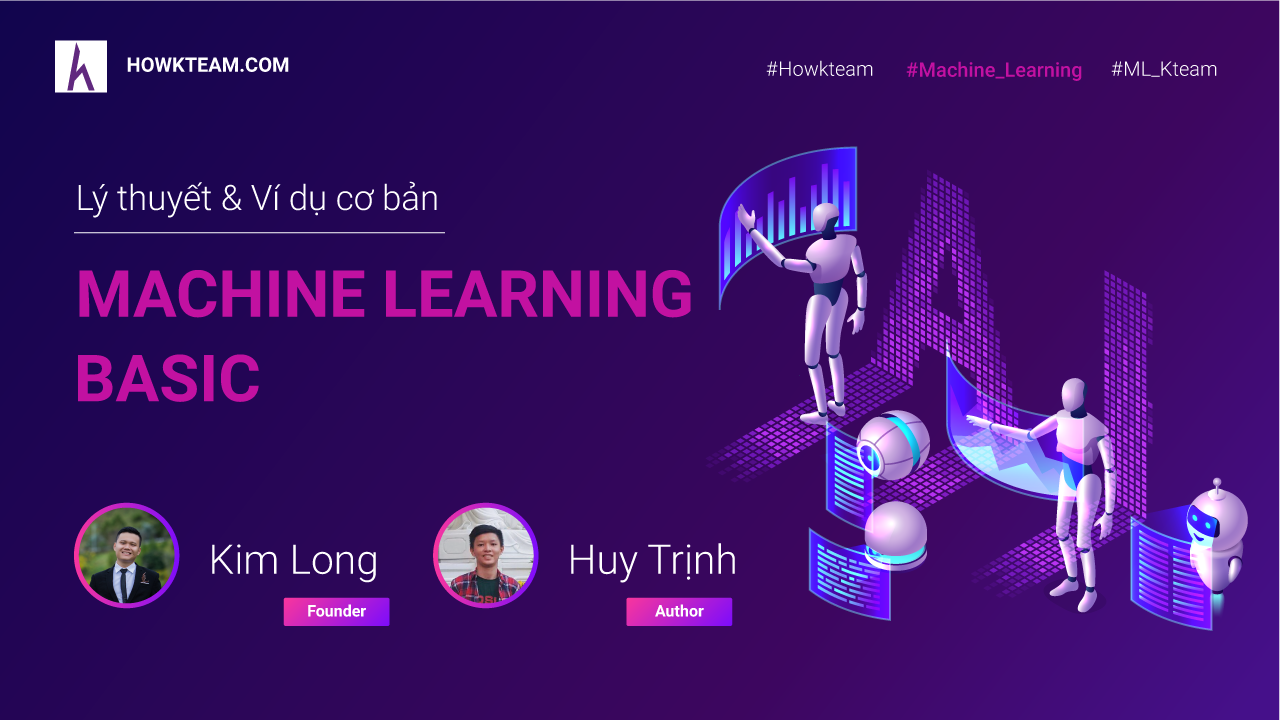 HOWKTEAM.COM
#Howkteam #Machine_Learning #ML_Kteam
Lý thuyết & Ví dụ cơ bản
MACHINE LEARNING
BASIC
Kim Long
Founder
Huy Trịnh
Author